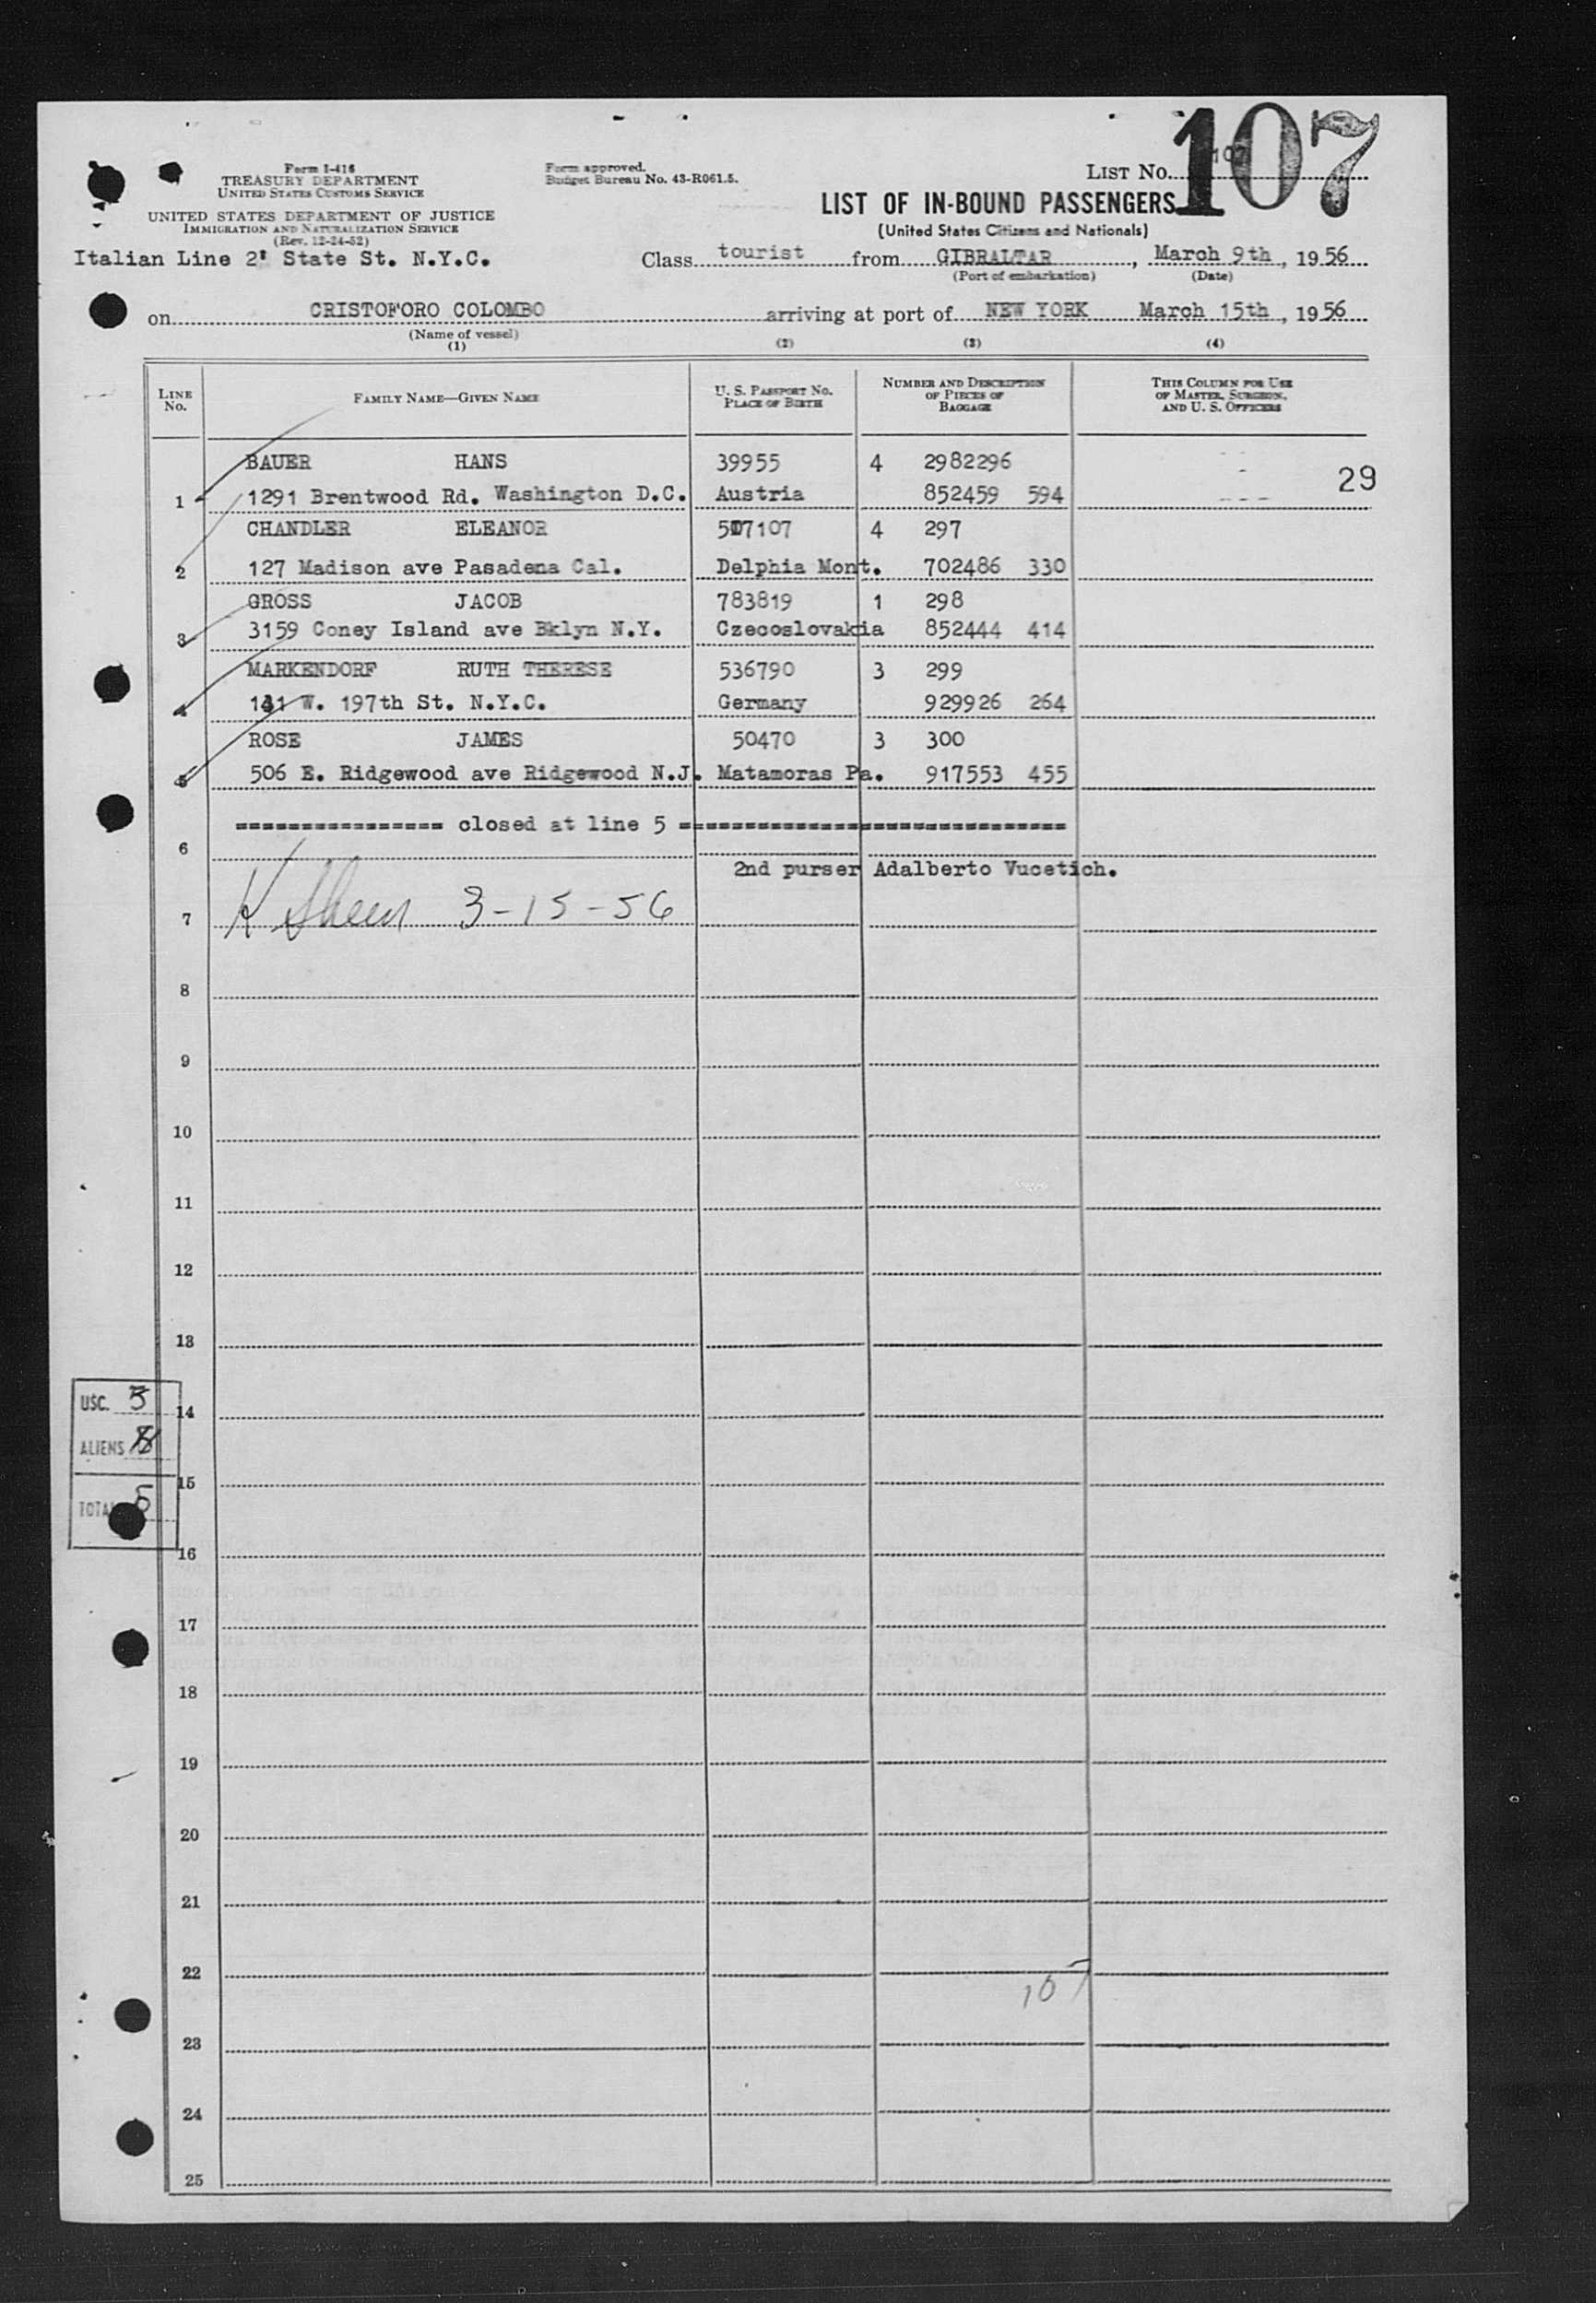 107
Form I-416
TREASURY DEPARTMENT
UNITED STATES CUSTOMS SERVICE
UNITED STATES DEPARTMENT OF JUSTICE
IMMIGRATION AND NATURALIZATION SERVICE
(Rev. 12-24-52)
Form approved.
Budget Bureau No. 43-R061.5.
LIST NO. 107
LIST OF IN-BOUND PASSENGERS
(United States Citizens and Nationals)
Italian Line 2' State St. N.Y.C.
Class tourist from GIBRALTAR, March 9th, 1956
(Port of embarkation) (Date)
on CRISTOFORO COLOMBO arriving at port of NEW YORK March 15th, 1956
(Name of vessel)
(1) (2) (3) (4)
LINE No. FAMILY NAME—GIVEN NAME U. S. PASSPORT NO. PLACE OF BIRTH NUMBER AND DESCRIPTION OF PIECES OF BAGGAGE THIS COLUMN FOR USE OF MASTER, SURGEON, AND U. S. OFFICERS
BAUER HANS 39955 4 2982296
29
1 1291 Brentwood Rd. Washington D.C. Austria 852459 594
CHANDLER ELEANOR 507107 4 297
2 127 Madison ave Pasadena Cal. Delphia Mont. 702486 330
GROSS JACOB 783819 1 298
3 3159 Coney Island ave Bklyn N.Y. Czecoslovakia 852444 414
MARKENDORF RUTH THERESE 536790 3 299
4 W. 197th St. N.Y.C. Germany 929926 264
ROSE JAMES 50470 3 300
5 506 E. Ridgewood ave Ridgewood N.J. Matamoras Pa. 917553 455
================ closed at line 5 ==============================
6
2nd purser Adalberto Vucetich.
7 K Sheen 3-15-56
8
9
10
11
12
13
USC. 3
14
ALIENS
15
TOTAL 5
16
17
18
19
20
21
22
107
23
24
25